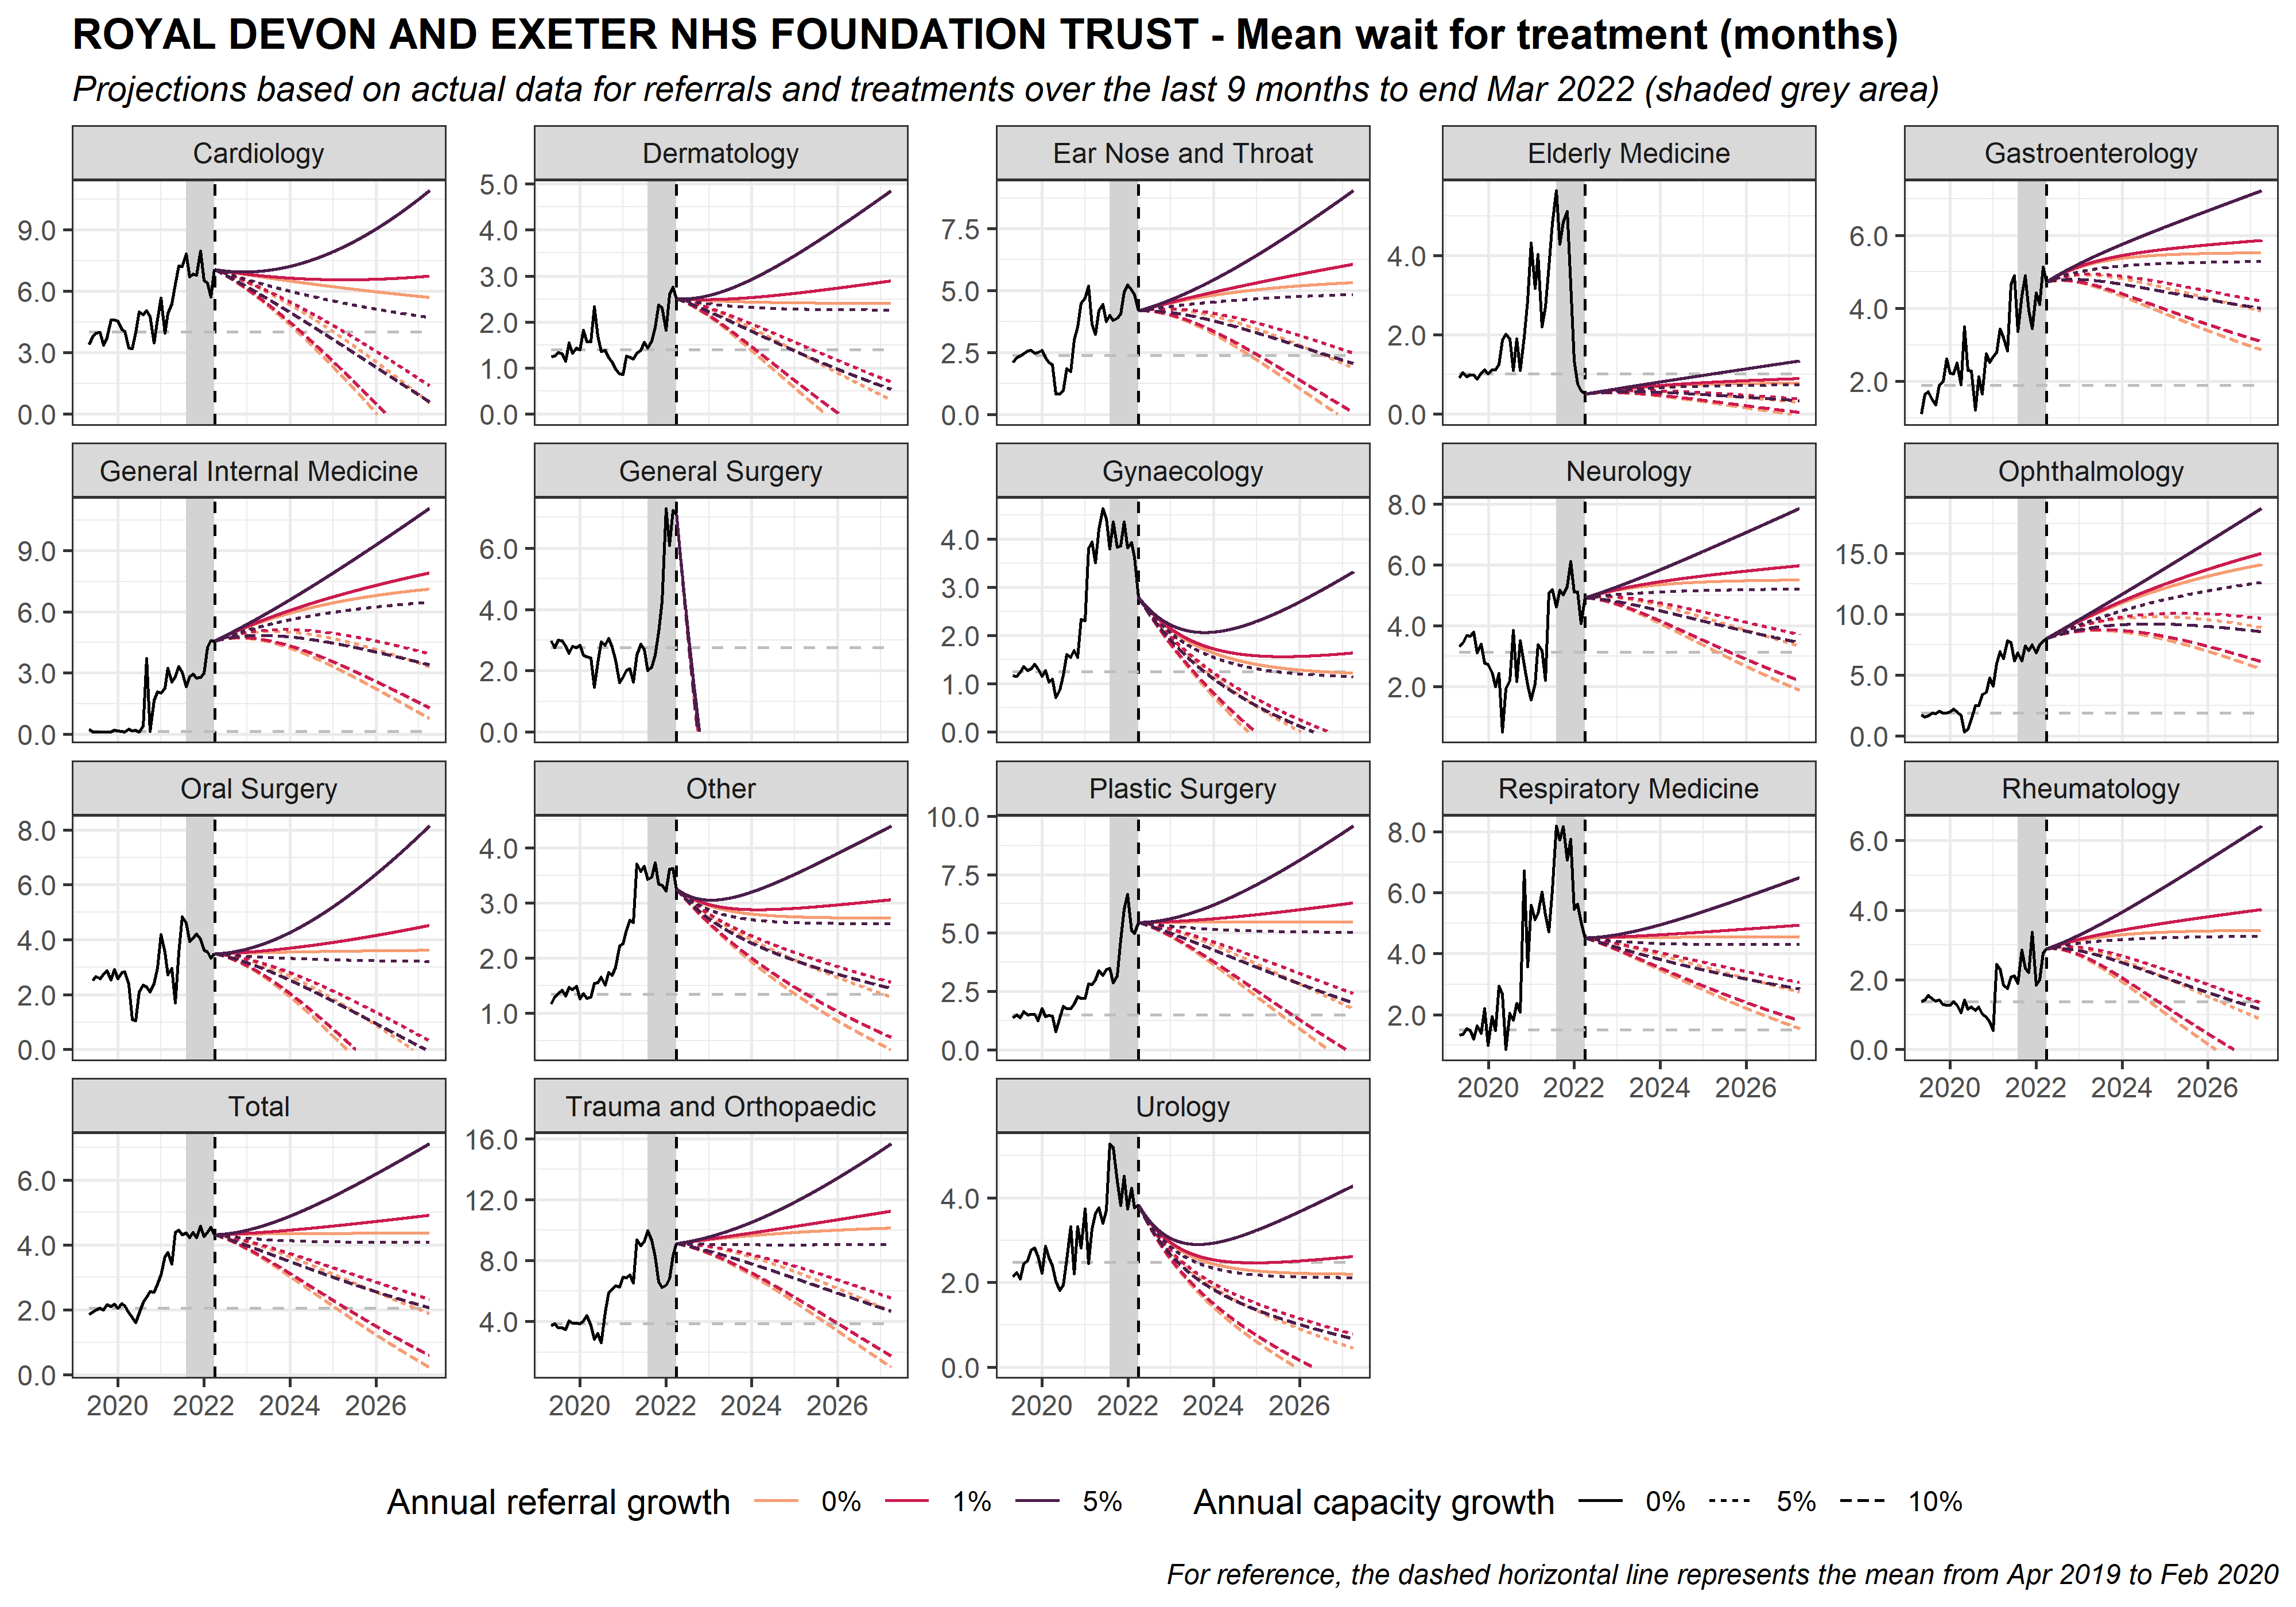 ROYAL DEVON AND EXETER NHS FOUNDATION TRUST - Mean wait for treatment (months)
Projections based on actual data for referrals and treatments over the last 9 months to end Mar 2022 (shaded grey area)
Cardiology
9.0
6.0
3.0
0.0
Dermatology
5.0
4.0
3.0
2.0
1.0
0.0
Ear Nose and Throat
7.5
5.0
2.5
0.0
Elderly Medicine
4.0
2.0
0.0
Gastroenterology
6.0
4.0
2.0
General Internal Medicine
9.0
6.0
3.0
0.0
General Surgery
6.0
4.0
2.0
0.0
Gynaecology
4.0
3.0
2.0
1.0
0.0
Neurology
8.0
6.0
4.0
2.0
Ophthalmology
15.0
10.0
5.0
0.0
Oral Surgery
8.0
6.0
4.0
2.0
0.0
Other
4.0
3.0
2.0
1.0
Plastic Surgery
10.0
7.5
5.0
2.5
0.0
Respiratory Medicine
8.0
6.0
4.0
2.0
2020 2022 2024 2026
Rheumatology
6.0
4.0
2.0
0.0
2020 2022 2024 2026
Total
6.0
4.0
2.0
0.0
2020 2022 2024 2026
Trauma and Orthopaedic
16.0
12.0
8.0
4.0
2020 2022 2024 2026
Urology
4.0
2.0
0.0
2020 2022 2024 2026
Annual referral growth 0% 1% 5% Annual capacity growth 0% 5% 10%
For reference, the dashed horizontal line represents the mean from Apr 2019 to Feb 2020